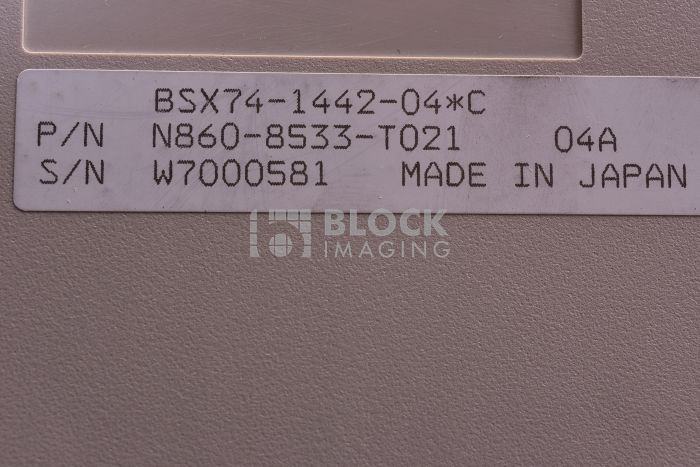 BSX74-1442-04*C
P/N N860-8533-T021 04A
S/N W7000581 MADE IN JAPAN
BLOCK
IMAGING